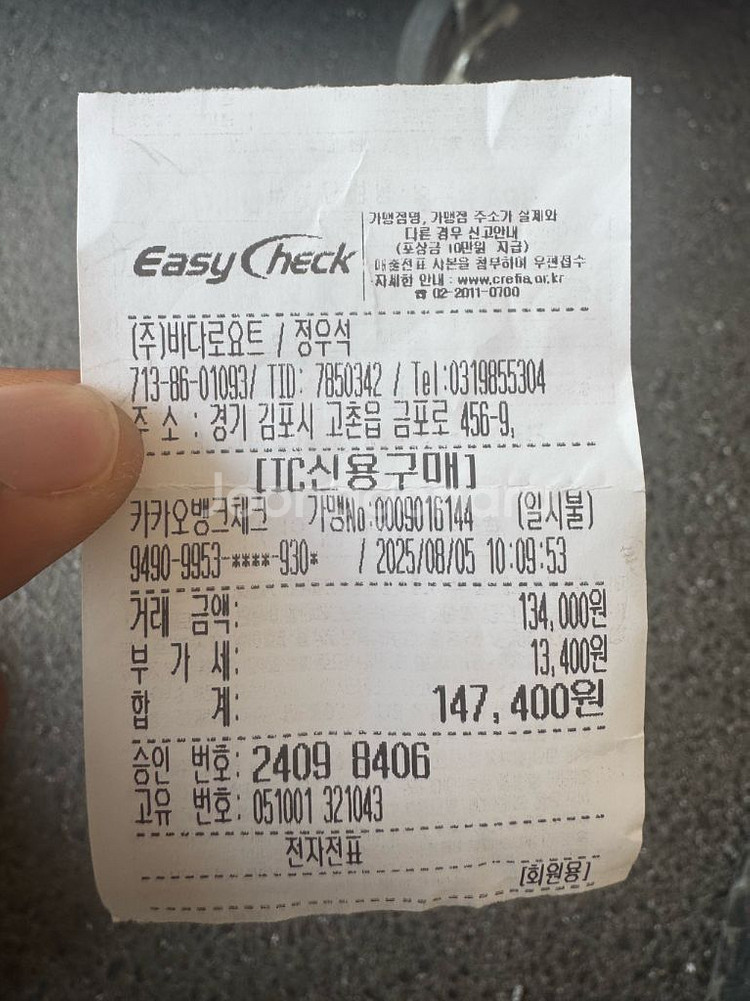 EasyCheck
가맹점명, 가맹점 주소가 실제와
다른 경우 신고안내
(포상금 10만원 지급)
매출전표 사본을 첨부하여 우편접수
자세한 안내 : www.crefia.or.kr
☎ 02-2011-0700
(주)바다로요트 / 정우석
713-86-01093/ TID: 7850342 / Tel:0319855304
주 소 : 경기 김포시 고촌읍 금포로 456-9,
[IC신용구매]
카카오뱅크체크 가맹No:0009016144 (일시불)
9490-9953-****-930* / 2025/08/05 10:09:53
거래 금액: 134,000원
부 가 세: 13,400원
합 계: 147,400원
승인 번호: 2409 8406
고유 번호: 051001 321043
전자전표
[회원용]